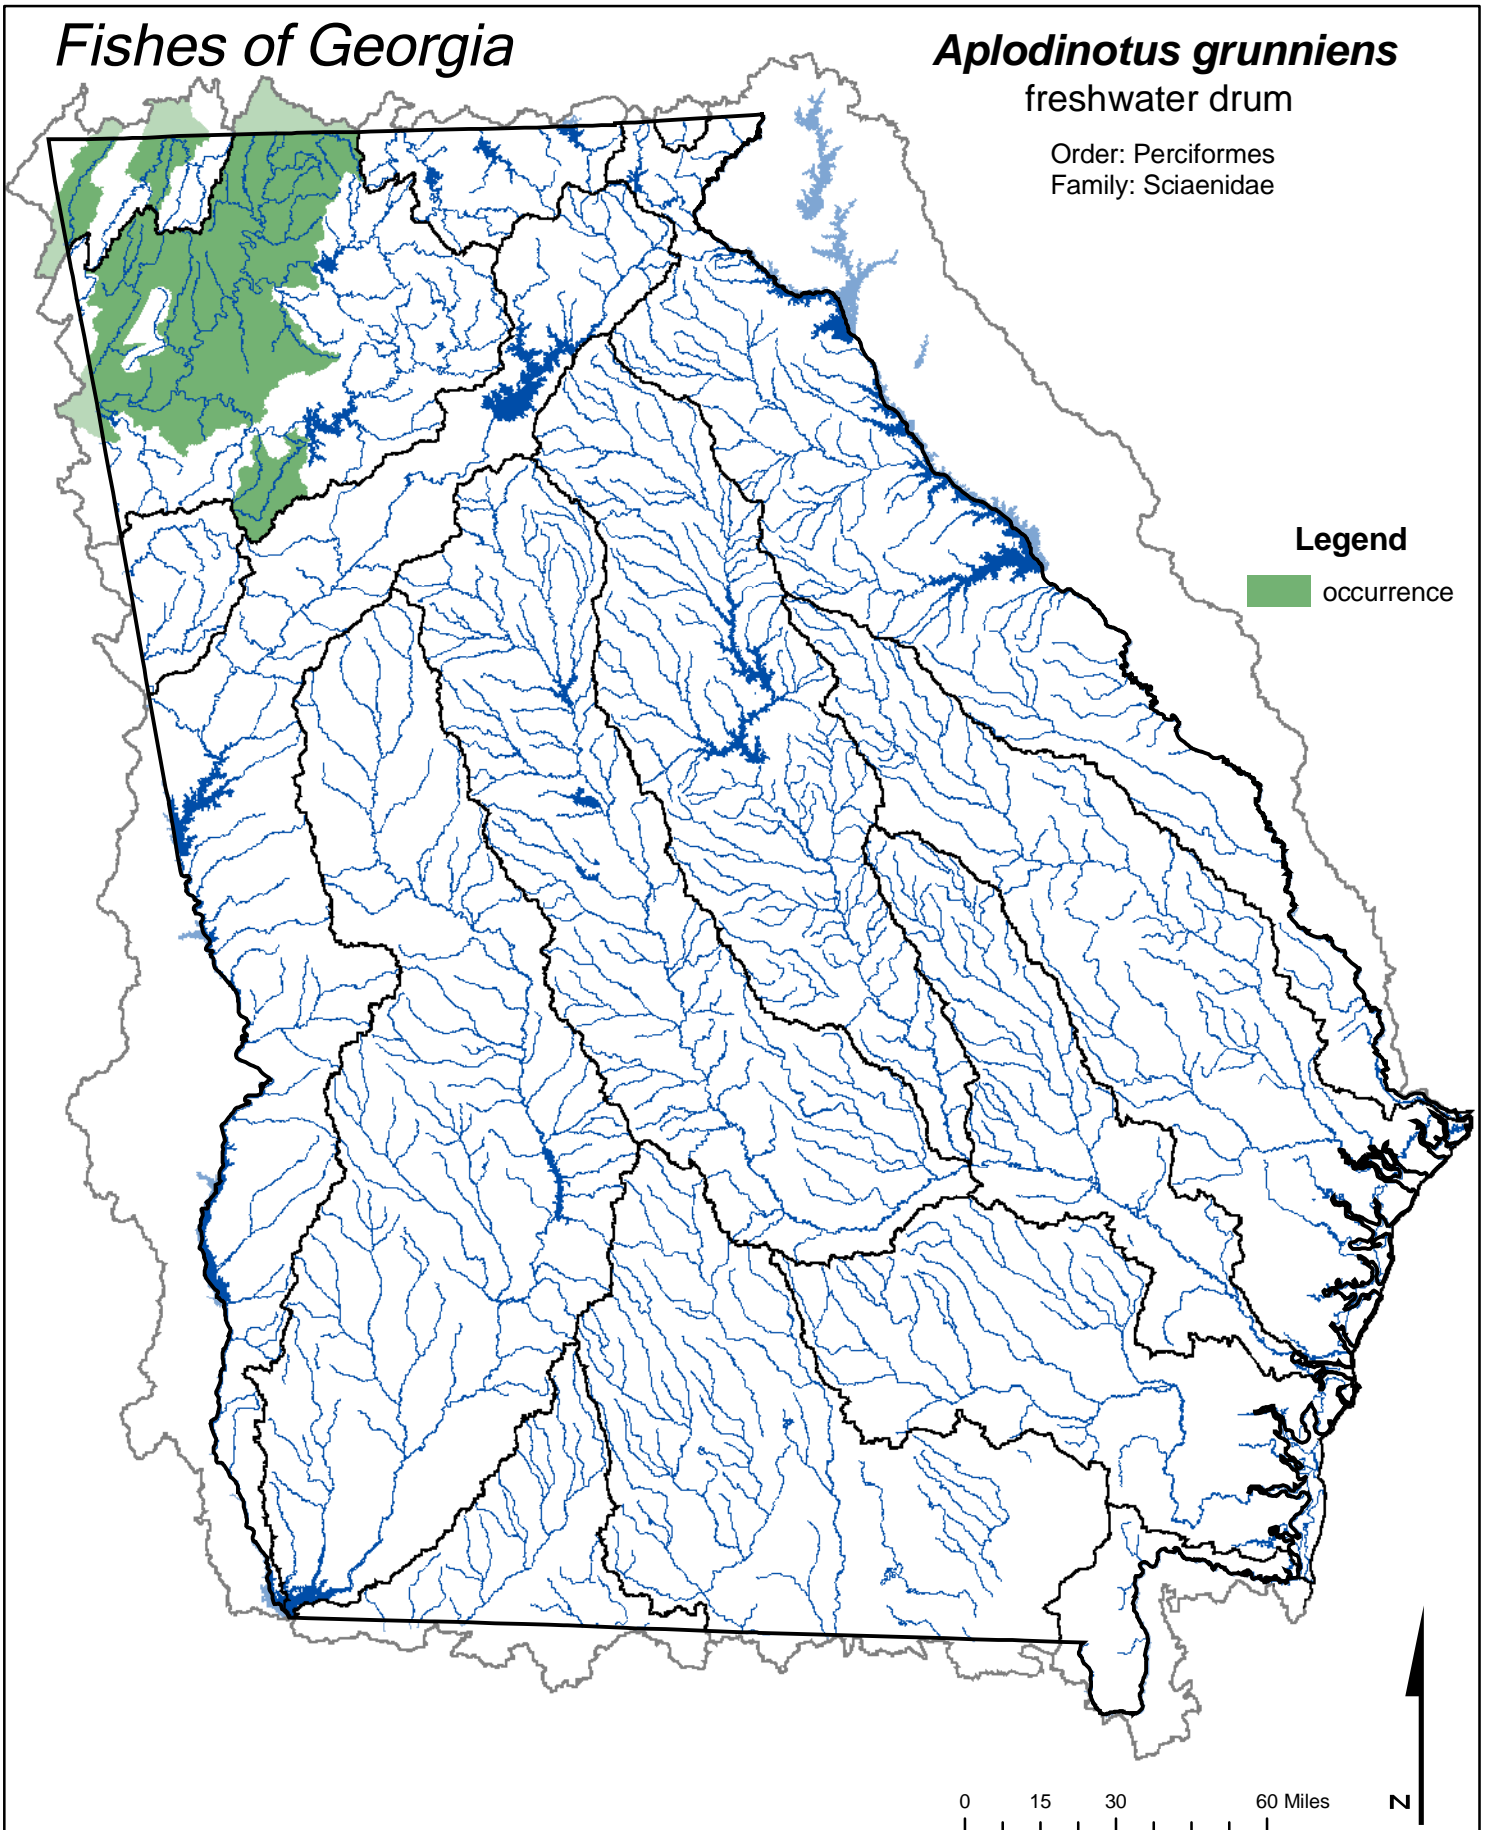 Fishes of Georgia
Aplodinotus grunniens
freshwater drum
Order: Perciformes
Family: Sciaenidae
Legend
occurrence
0 15 30 60 Miles
N